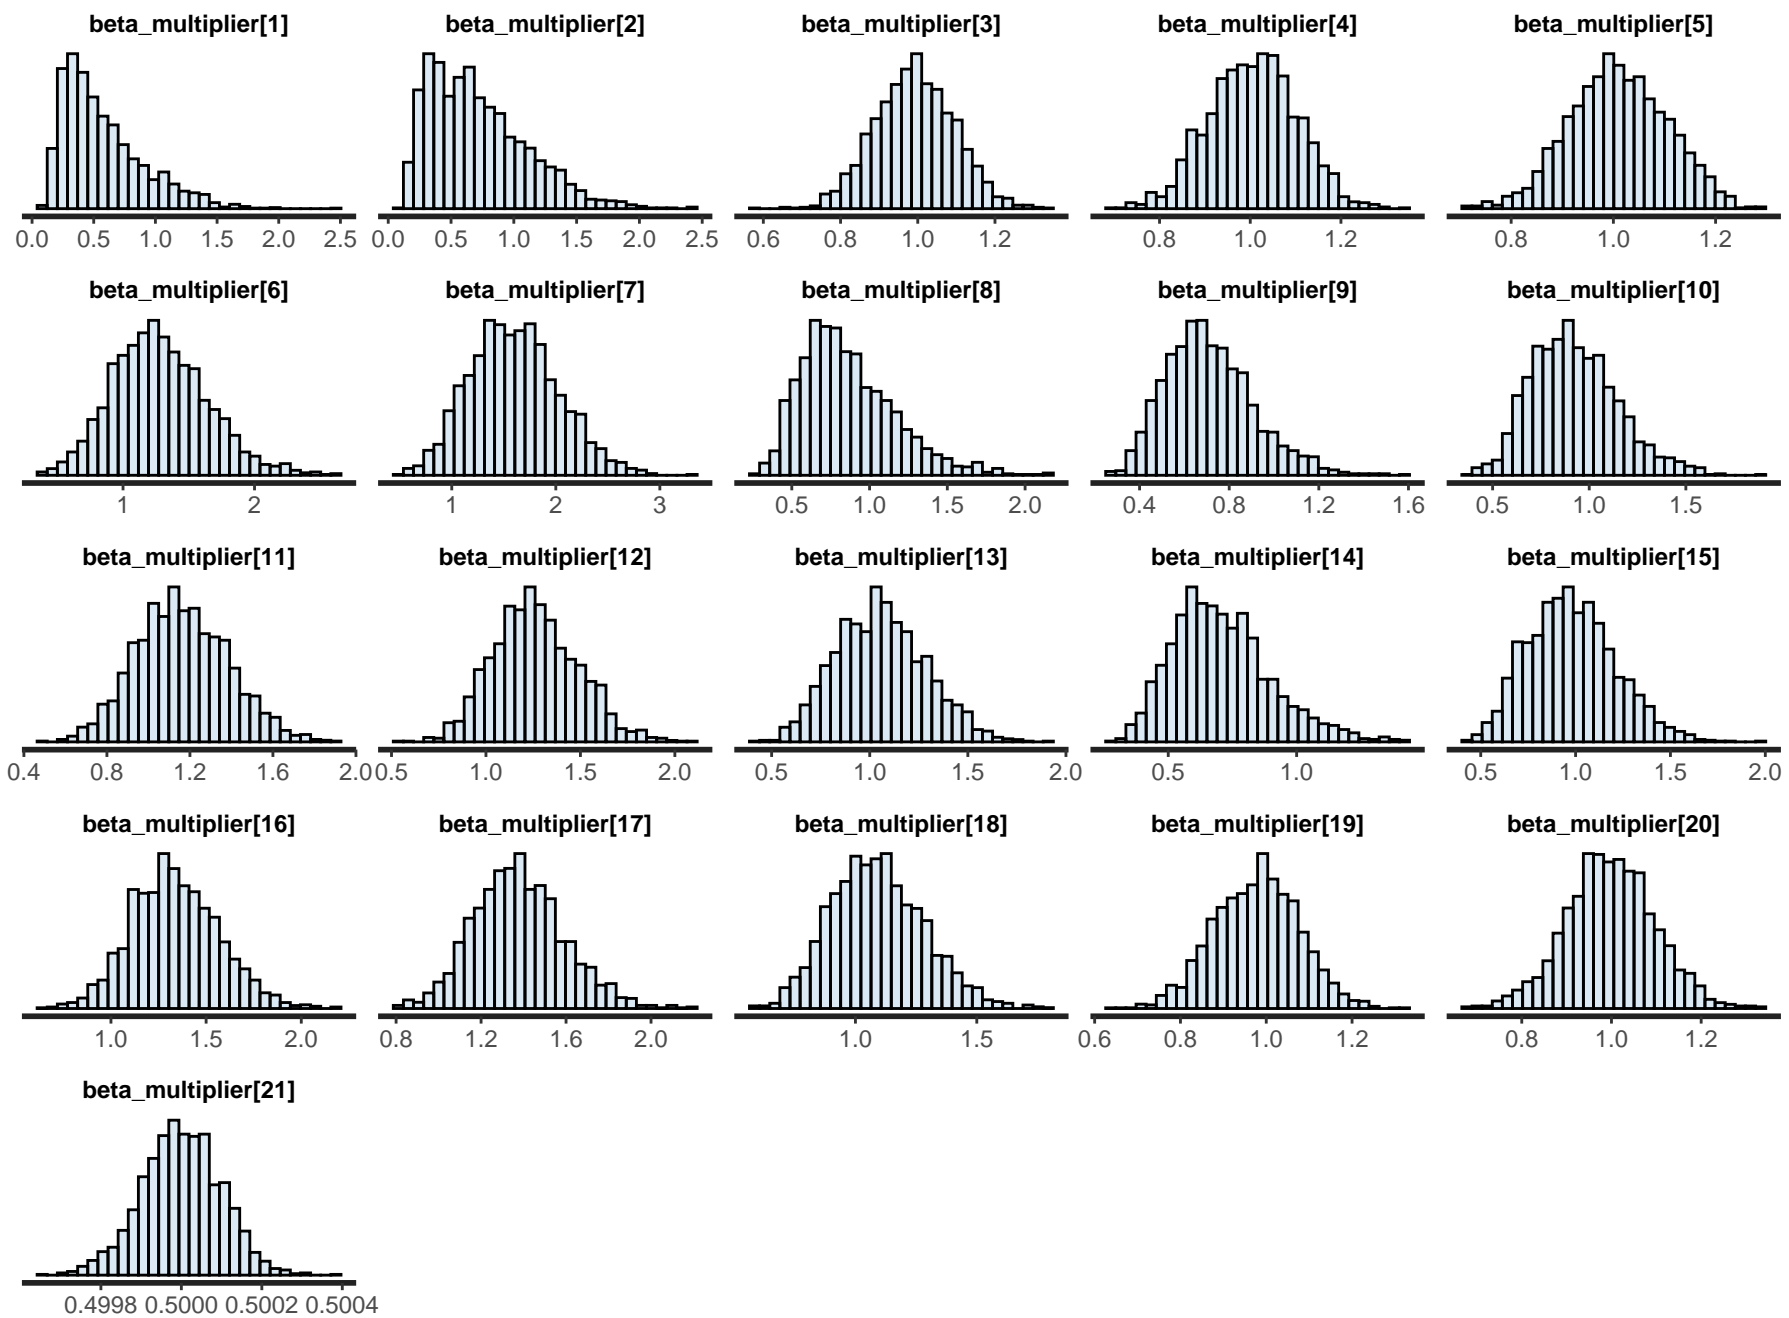 beta_multiplier[1] beta_multiplier[2] beta_multiplier[3] beta_multiplier[4] beta_multiplier[5]
0.0 0.5 1.0 1.5 2.0 2.5 0.0 0.5 1.0 1.5 2.0 2.5 0.6 0.8 1.0 1.2 0.8 1.0 1.2 0.8 1.0 1.2
beta_multiplier[6] beta_multiplier[7] beta_multiplier[8] beta_multiplier[9] beta_multiplier[10]
1 2 1 2 3 0.5 1.0 1.5 2.0 0.4 0.8 1.2 1.6 0.5 1.0 1.5
beta_multiplier[11] beta_multiplier[12] beta_multiplier[13] beta_multiplier[14] beta_multiplier[15]
0.4 0.8 1.2 1.6 2.0 0.5 1.0 1.5 2.0 0.5 1.0 1.5 2.0 0.5 1.0 0.5 1.0 1.5 2.0
beta_multiplier[16] beta_multiplier[17] beta_multiplier[18] beta_multiplier[19] beta_multiplier[20]
1.0 1.5 2.0 0.8 1.2 1.6 2.0 1.0 1.5 0.6 0.8 1.0 1.2 0.8 1.0 1.2
beta_multiplier[21]
0.4998 0.5000 0.5002 0.5004